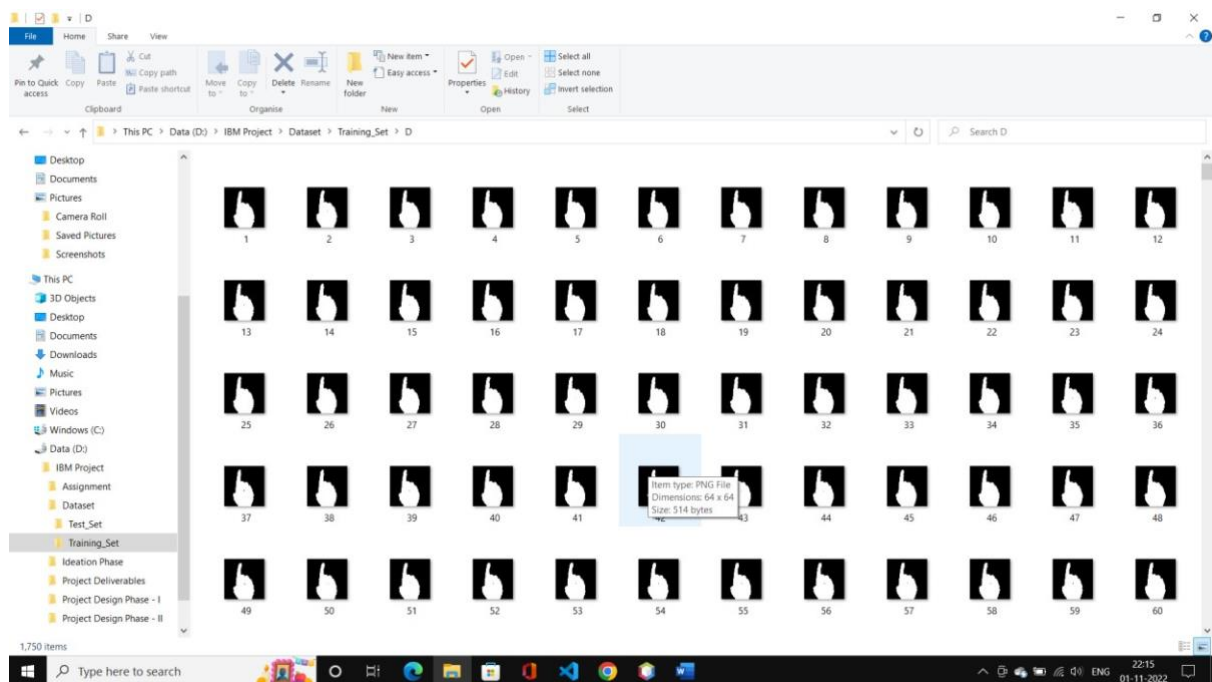 D
File Home Share View
Pin to Quick access
Copy
Paste
Cut
Copy path
Paste shortcut
Move to
Copy to
Delete
Rename
New folder
New item
Easy access
Properties
Open
Edit
History
Select all
Select none
Invert selection
Clipboard Organise New Open Select
This PC > Data (D:) > IBM Project > Dataset > Training_Set > D
Search D
Desktop
Documents
Pictures
Camera Roll
Saved Pictures
Screenshots
This PC
3D Objects
Desktop
Documents
Downloads
Music
Pictures
Videos
Windows (C:)
Data (D:)
IBM Project
Assignment
Dataset
Test_Set
Training_Set
Ideation Phase
Project Deliverables
Project Design Phase - I
Project Design Phase - II
1 2 3 4 5 6 7 8 9 10 11 12
13 14 15 16 17 18 19 20 21 22 23 24
25 26 27 28 29 30 31 32 33 34 35 36
Item type: PNG File
Dimensions: 64 x 64
Size: 514 bytes
37 38 39 40 41 42 43 44 45 46 47 48
49 50 51 52 53 54 55 56 57 58 59 60
1,750 items
Type here to search
ENG
22:15
01-11-2022